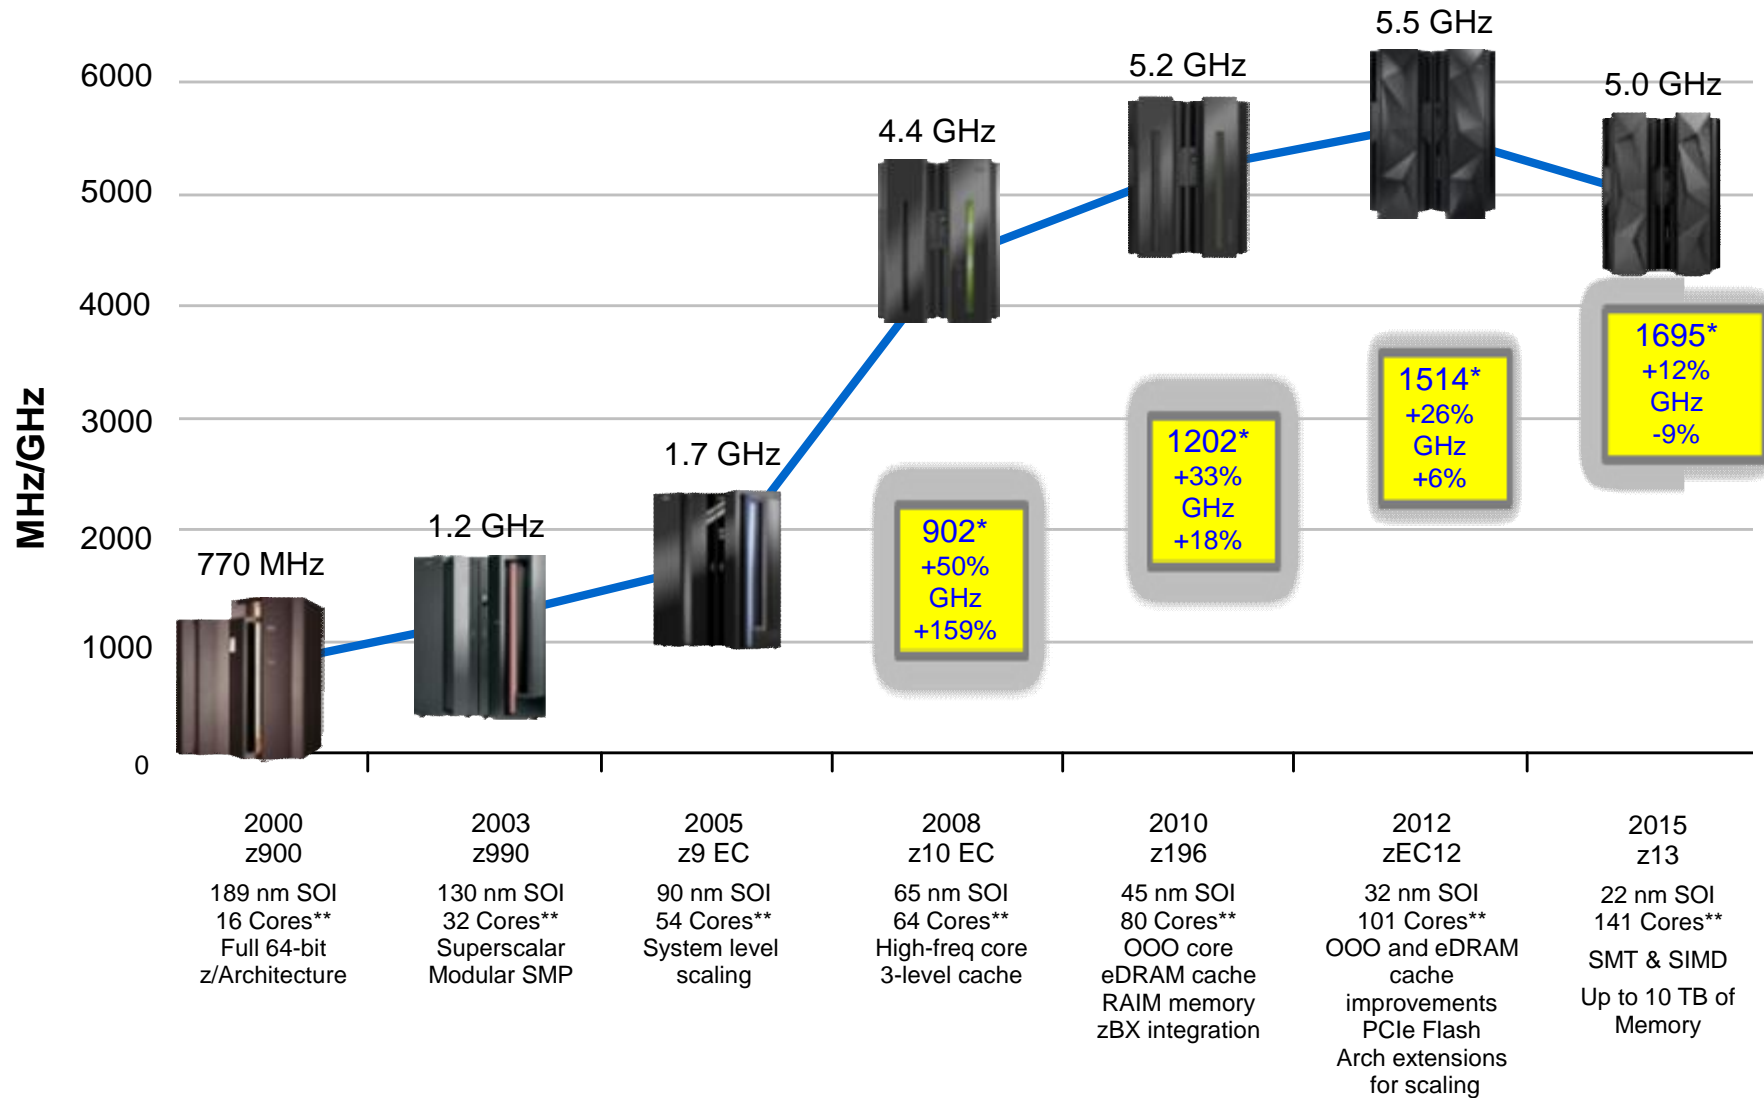 MHz/GHz
6000
5000
4000
3000
2000
1000
0
770 MHz
1.2 GHz
1.7 GHz
4.4 GHz
5.2 GHz
5.5 GHz
5.0 GHz
902*
+50%
GHz
+159%
1202*
+33%
GHz
+18%
1514*
+26%
GHz
+6%
1695*
+12%
GHz
-9%
2000
z900
189 nm SOI
16 Cores**
Full 64-bit
z/Architecture
2003
z990
130 nm SOI
32 Cores**
Superscalar
Modular SMP
2005
z9 EC
90 nm SOI
54 Cores**
System level
scaling
2008
z10 EC
65 nm SOI
64 Cores**
High-freq core
3-level cache
2010
z196
45 nm SOI
80 Cores**
OOO core
eDRAM cache
RAIM memory
zBX integration
2012
zEC12
32 nm SOI
101 Cores**
OOO and eDRAM
cache
improvements
PCIe Flash
Arch extensions
for scaling
2015
z13
22 nm SOI
141 Cores**
SMT & SIMD
Up to 10 TB of
Memory